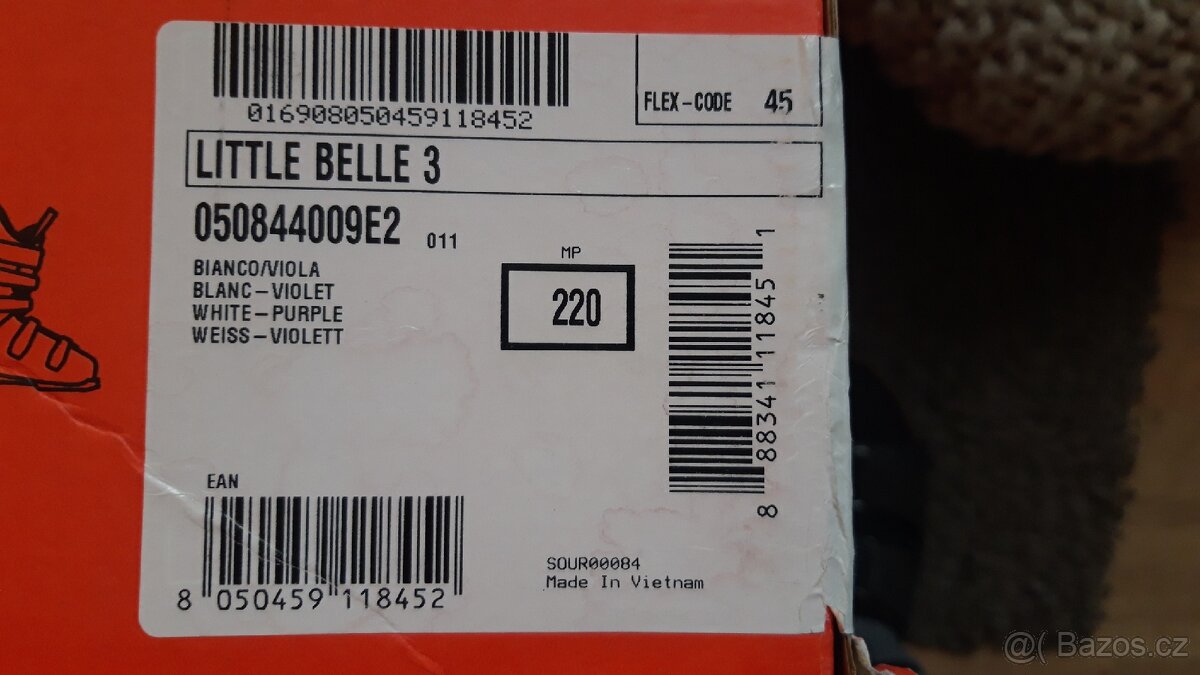 016908050459118452
FLEX-CODE 45
LITTLE BELLE 3
050844009E2 011
BIANCO/VIOLA
BLANC-VIOLET
WHITE-PURPLE
WEISS-VIOLETT
MP
220
8 88341 11845 1
EAN
8 050459 118452
SOUR00084
Made In Vietnam
@( Bazos.cz